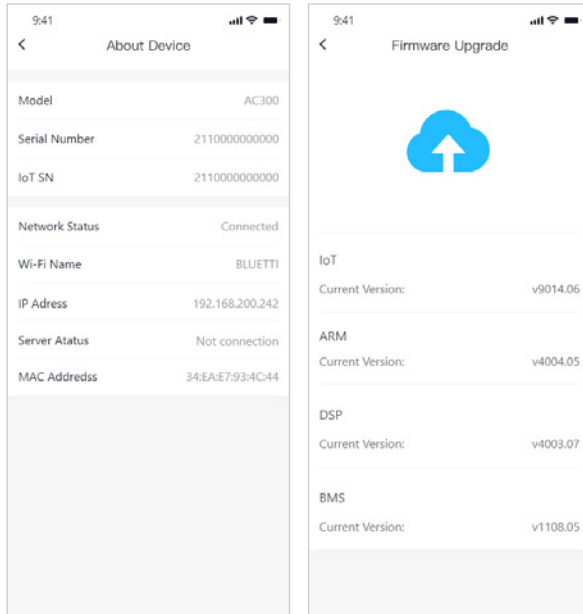 9:41
About Device
Model AC300
Serial Number 2110000000000
IoT SN 2110000000000
Network Status Connected
Wi-Fi Name BLUETTI
IP Adress 192.168.200.242
Server Atatus Not connection
MAC Addredss 34:EA:E7:93:4C:44
9:41
Firmware Upgrade
IoT
Current Version: v9014.06
ARM
Current Version: v4004.05
DSP
Current Version: v4003.07
BMS
Current Version: v1108.05